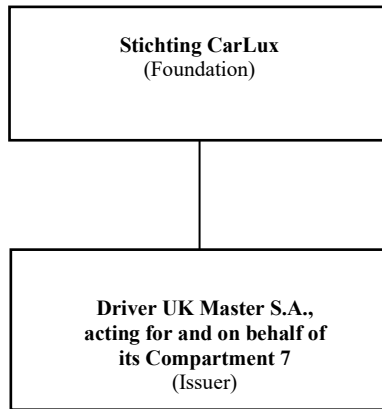 Stichting CarLux
(Foundation)
Driver UK Master S.A.,
acting for and on behalf of
its Compartment 7
(Issuer)